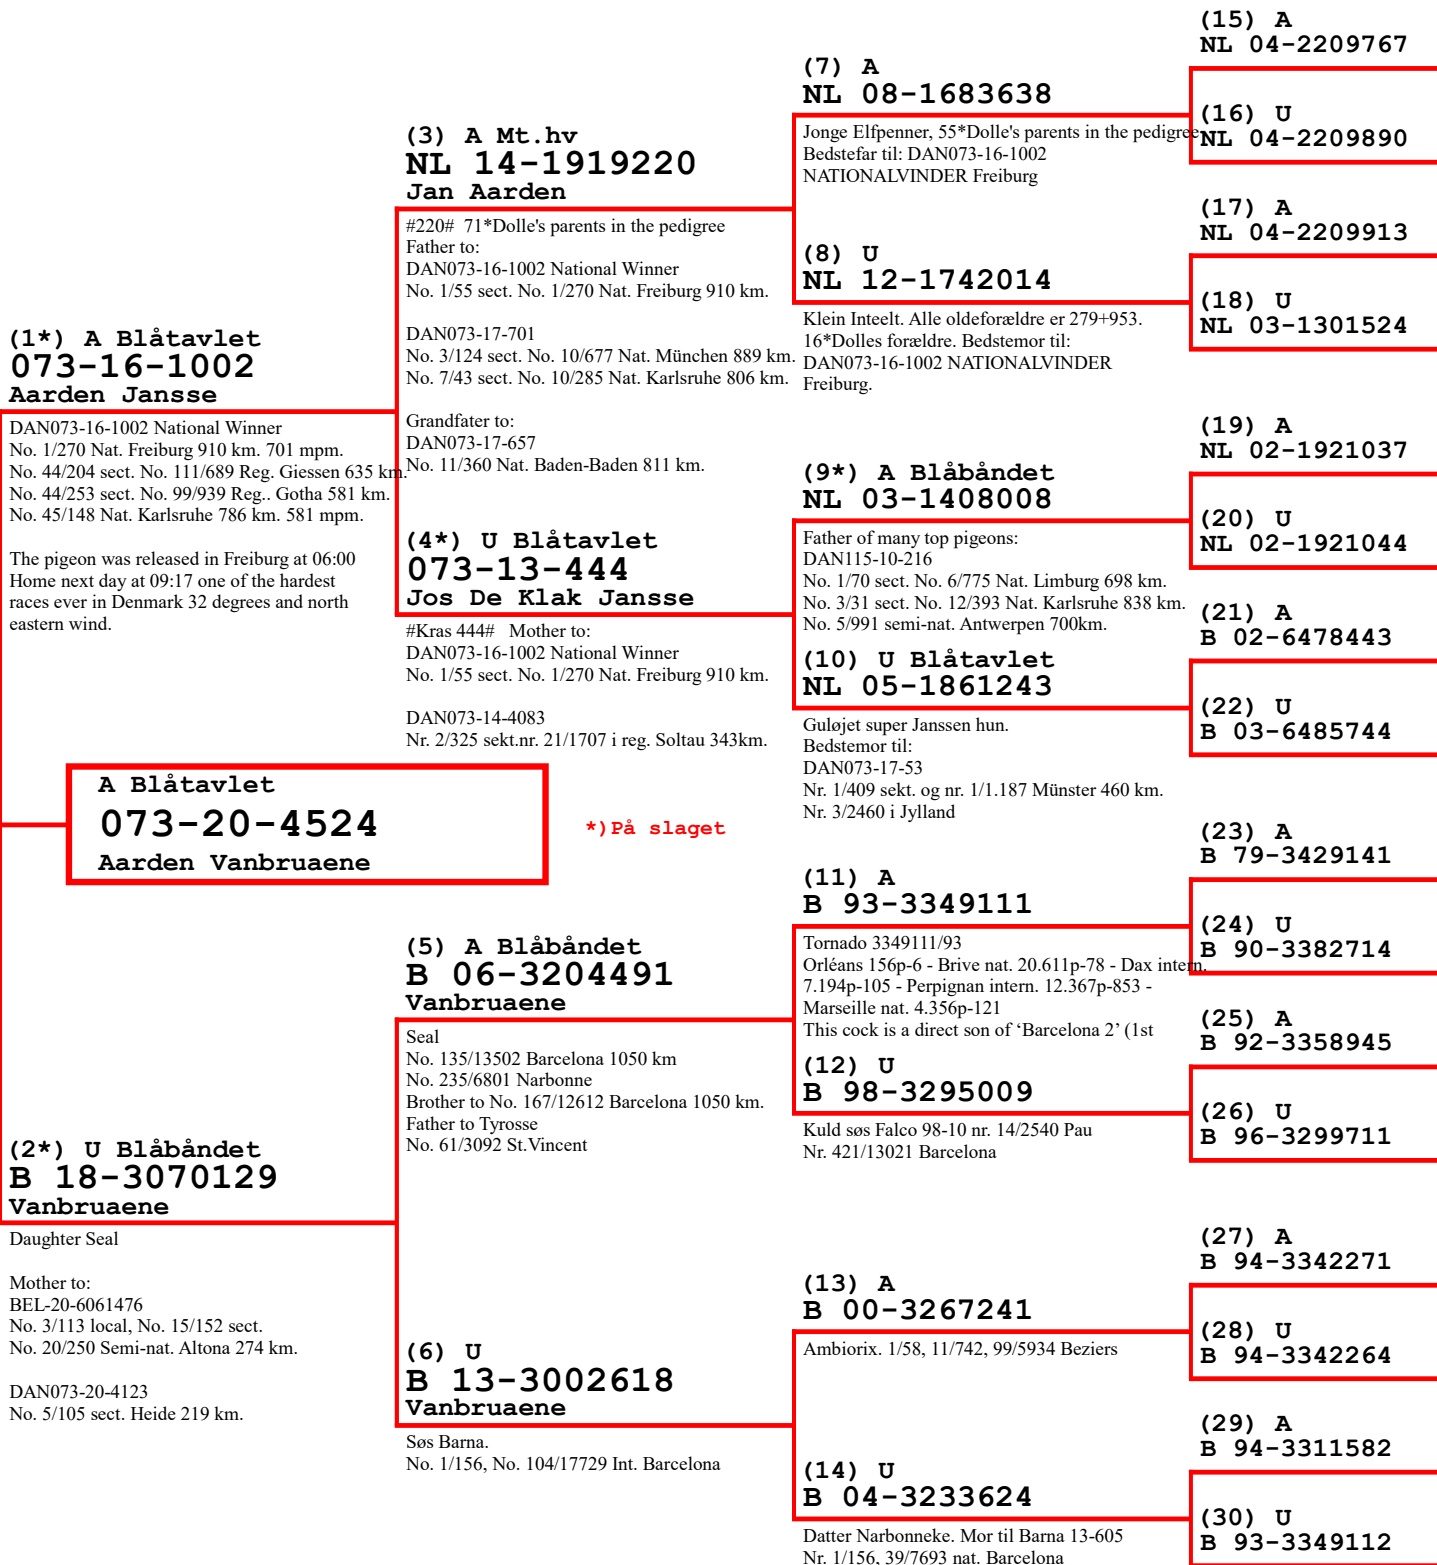 (1*) A Blåtavlet
073-16-1002
Aarden Jansse
DAN073-16-1002 National Winner
No. 1/270 Nat. Freiburg 910 km. 701 mpm.
No. 44/204 sect. No. 111/689 Reg. Giessen 635 km.
No. 44/253 sect. No. 99/939 Reg.. Gotha 581 km.
No. 45/148 Nat. Karlsruhe 786 km. 581 mpm.
The pigeon was released in Freiburg at 06:00
Home next day at 09:17 one of the hardest
races ever in Denmark 32 degrees and north
eastern wind.
A Blåtavlet
073-20-4524
Aarden Vanbruaene
*)På slaget
(2*) U Blåbåndet
B 18-3070129
Vanbruaene
Daughter Seal
Mother to:
BEL-20-6061476
No. 3/113 local, No. 15/152 sect.
No. 20/250 Semi-nat. Altona 274 km.
DAN073-20-4123
No. 5/105 sect. Heide 219 km.
(3) A Mt.hv
NL 14-1919220
Jan Aarden
#220# 71*Dolle's parents in the pedigree
Father to:
DAN073-16-1002 National Winner
No. 1/55 sect. No. 1/270 Nat. Freiburg 910 km.
DAN073-17-701
No. 3/124 sect. No. 10/677 Nat. München 889 km.
No. 7/43 sect. No. 10/285 Nat. Karlsruhe 806 km.
Grandfater to:
DAN073-17-657
No. 11/360 Nat. Baden-Baden 811 km.
(4*) U Blåtavlet
073-13-444
Jos De Klak Jansse
#Kras 444# Mother to:
DAN073-16-1002 National Winner
No. 1/55 sect. No. 1/270 Nat. Freiburg 910 km.
DAN073-14-4083
Nr. 2/325 sekt.nr. 21/1707 i reg. Soltau 343km.
(5) A Blåbåndet
B 06-3204491
Vanbruaene
Seal
No. 135/13502 Barcelona 1050 km
No. 235/6801 Narbonne
Brother to No. 167/12612 Barcelona 1050 km.
Father to Tyrosse
No. 61/3092 St.Vincent
(6) U
B 13-3002618
Vanbruaene
Søs Barna.
No. 1/156, No. 104/17729 Int. Barcelona
(7) A
NL 08-1683638
Jonge Elfpenner, 55*Dolle's parents in the pedigree
Bedstefar til: DAN073-16-1002
NATIONALVINDER Freiburg
(8) U
NL 12-1742014
Klein Inteelt. Alle oldeforældre er 279+953.
16*Dolles forældre. Bedstemor til:
DAN073-16-1002 NATIONALVINDER
Freiburg.
(9*) A Blåbåndet
NL 03-1408008
Father of many top pigeons:
DAN115-10-216
No. 1/70 sect. No. 6/775 Nat. Limburg 698 km.
No. 3/31 sect. No. 12/393 Nat. Karlsruhe 838 km.
No. 5/991 semi-nat. Antwerpen 700km.
(10) U Blåtavlet
NL 05-1861243
Guløjet super Janssen hun.
Bedstemor til:
DAN073-17-53
Nr. 1/409 sekt. og nr. 1/1.187 Münster 460 km.
Nr. 3/2460 i Jylland
(11) A
B 93-3349111
Tornado 3349111/93
Orléans 156p-6 - Brive nat. 20.611p-78 - Dax intern.
7.194p-105 - Perpignan intern. 12.367p-853 -
Marseille nat. 4.356p-121
This cock is a direct son of ‘Barcelona 2’ (1st
(12) U
B 98-3295009
Kuld søs Falco 98-10 nr. 14/2540 Pau
Nr. 421/13021 Barcelona
(13) A
B 00-3267241
Ambiorix. 1/58, 11/742, 99/5934 Beziers
(14) U
B 04-3233624
Datter Narbonneke. Mor til Barna 13-605
Nr. 1/156, 39/7693 nat. Barcelona
(15) A
NL 04-2209767
(16) U
NL 04-2209890
(17) A
NL 04-2209913
(18) U
NL 03-1301524
(19) A
NL 02-1921037
(20) U
NL 02-1921044
(21) A
B 02-6478443
(22) U
B 03-6485744
(23) A
B 79-3429141
(24) U
B 90-3382714
(25) A
B 92-3358945
(26) U
B 96-3299711
(27) A
B 94-3342271
(28) U
B 94-3342264
(29) A
B 94-3311582
(30) U
B 93-3349112